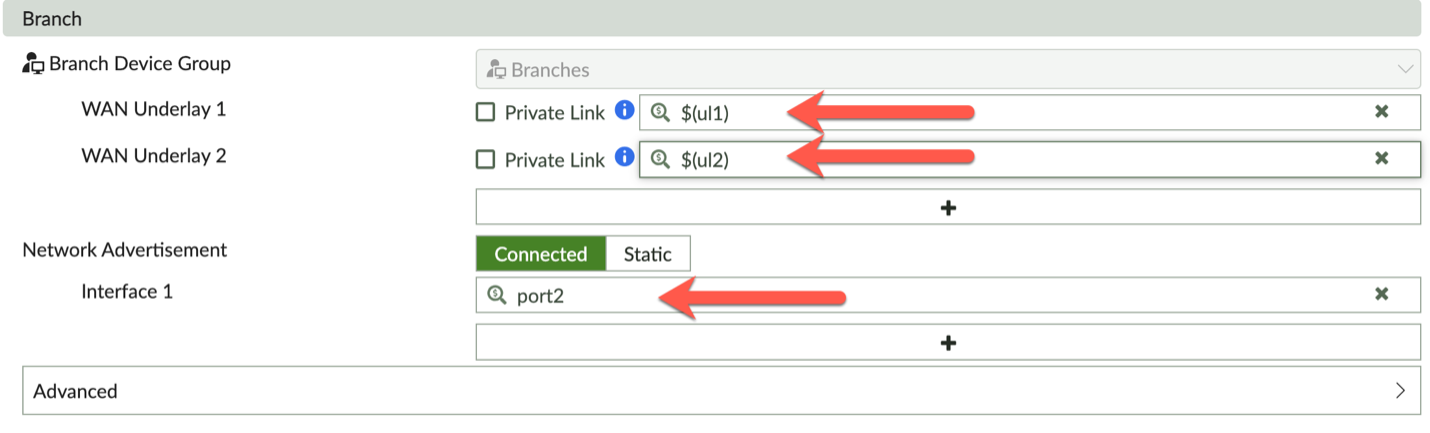 Branch
Branch Device Group
Branches
WAN Underlay 1
Private Link
$(ul1)
WAN Underlay 2
Private Link
$(ul2)
Network Advertisement
Connected
Static
Interface 1
port2
Advanced